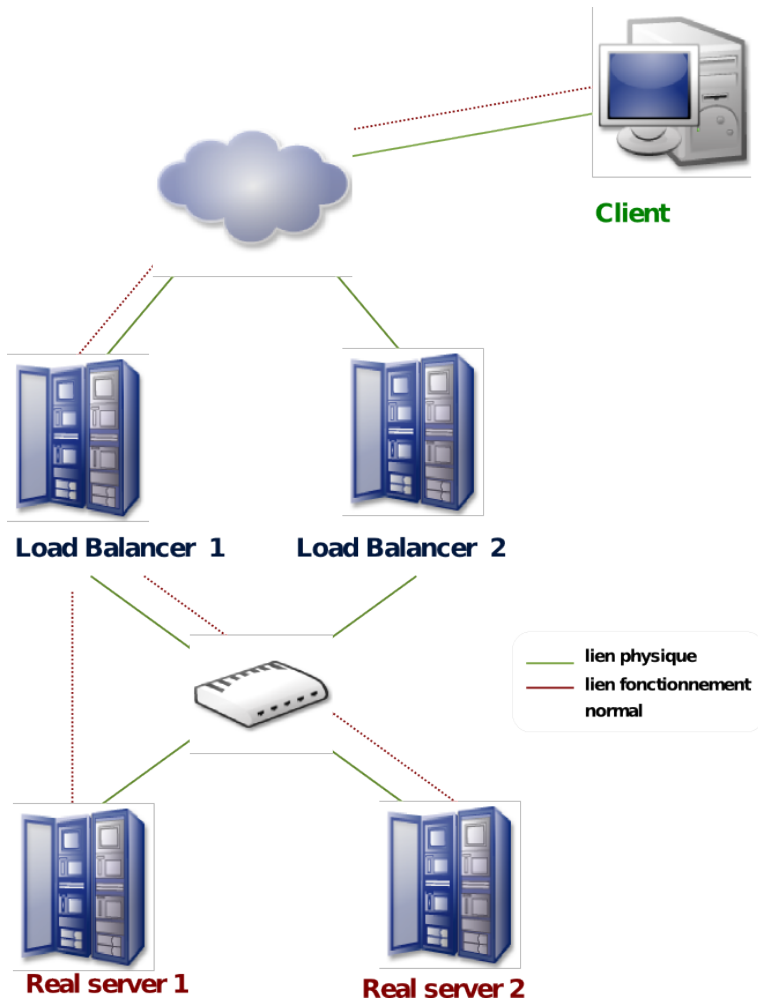 Client
Load Balancer 1
Load Balancer 2
lien physique
lien fonctionnement
normal
Real server 1
Real server 2